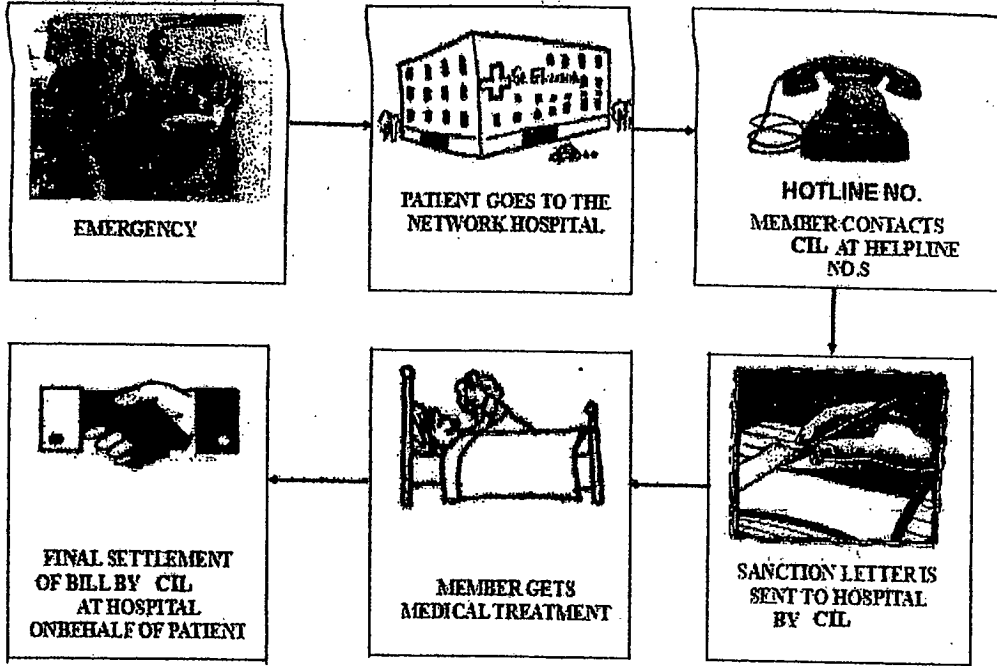 EMERGENCY
PATIENT GOES TO THE
NETWORK HOSPITAL
HOTLINE NO.
MEMBER CONTACTS
CIL AT HELPLINE
NO.S
SANCTION LETTER IS
SENT TO HOSPITAL
BY CIL
MEMBER GETS
MEDICAL TREATMENT
FINAL SETTLEMENT
OF BILL BY CIL
AT HOSPITAL
ONBEHALF OF PATIENT